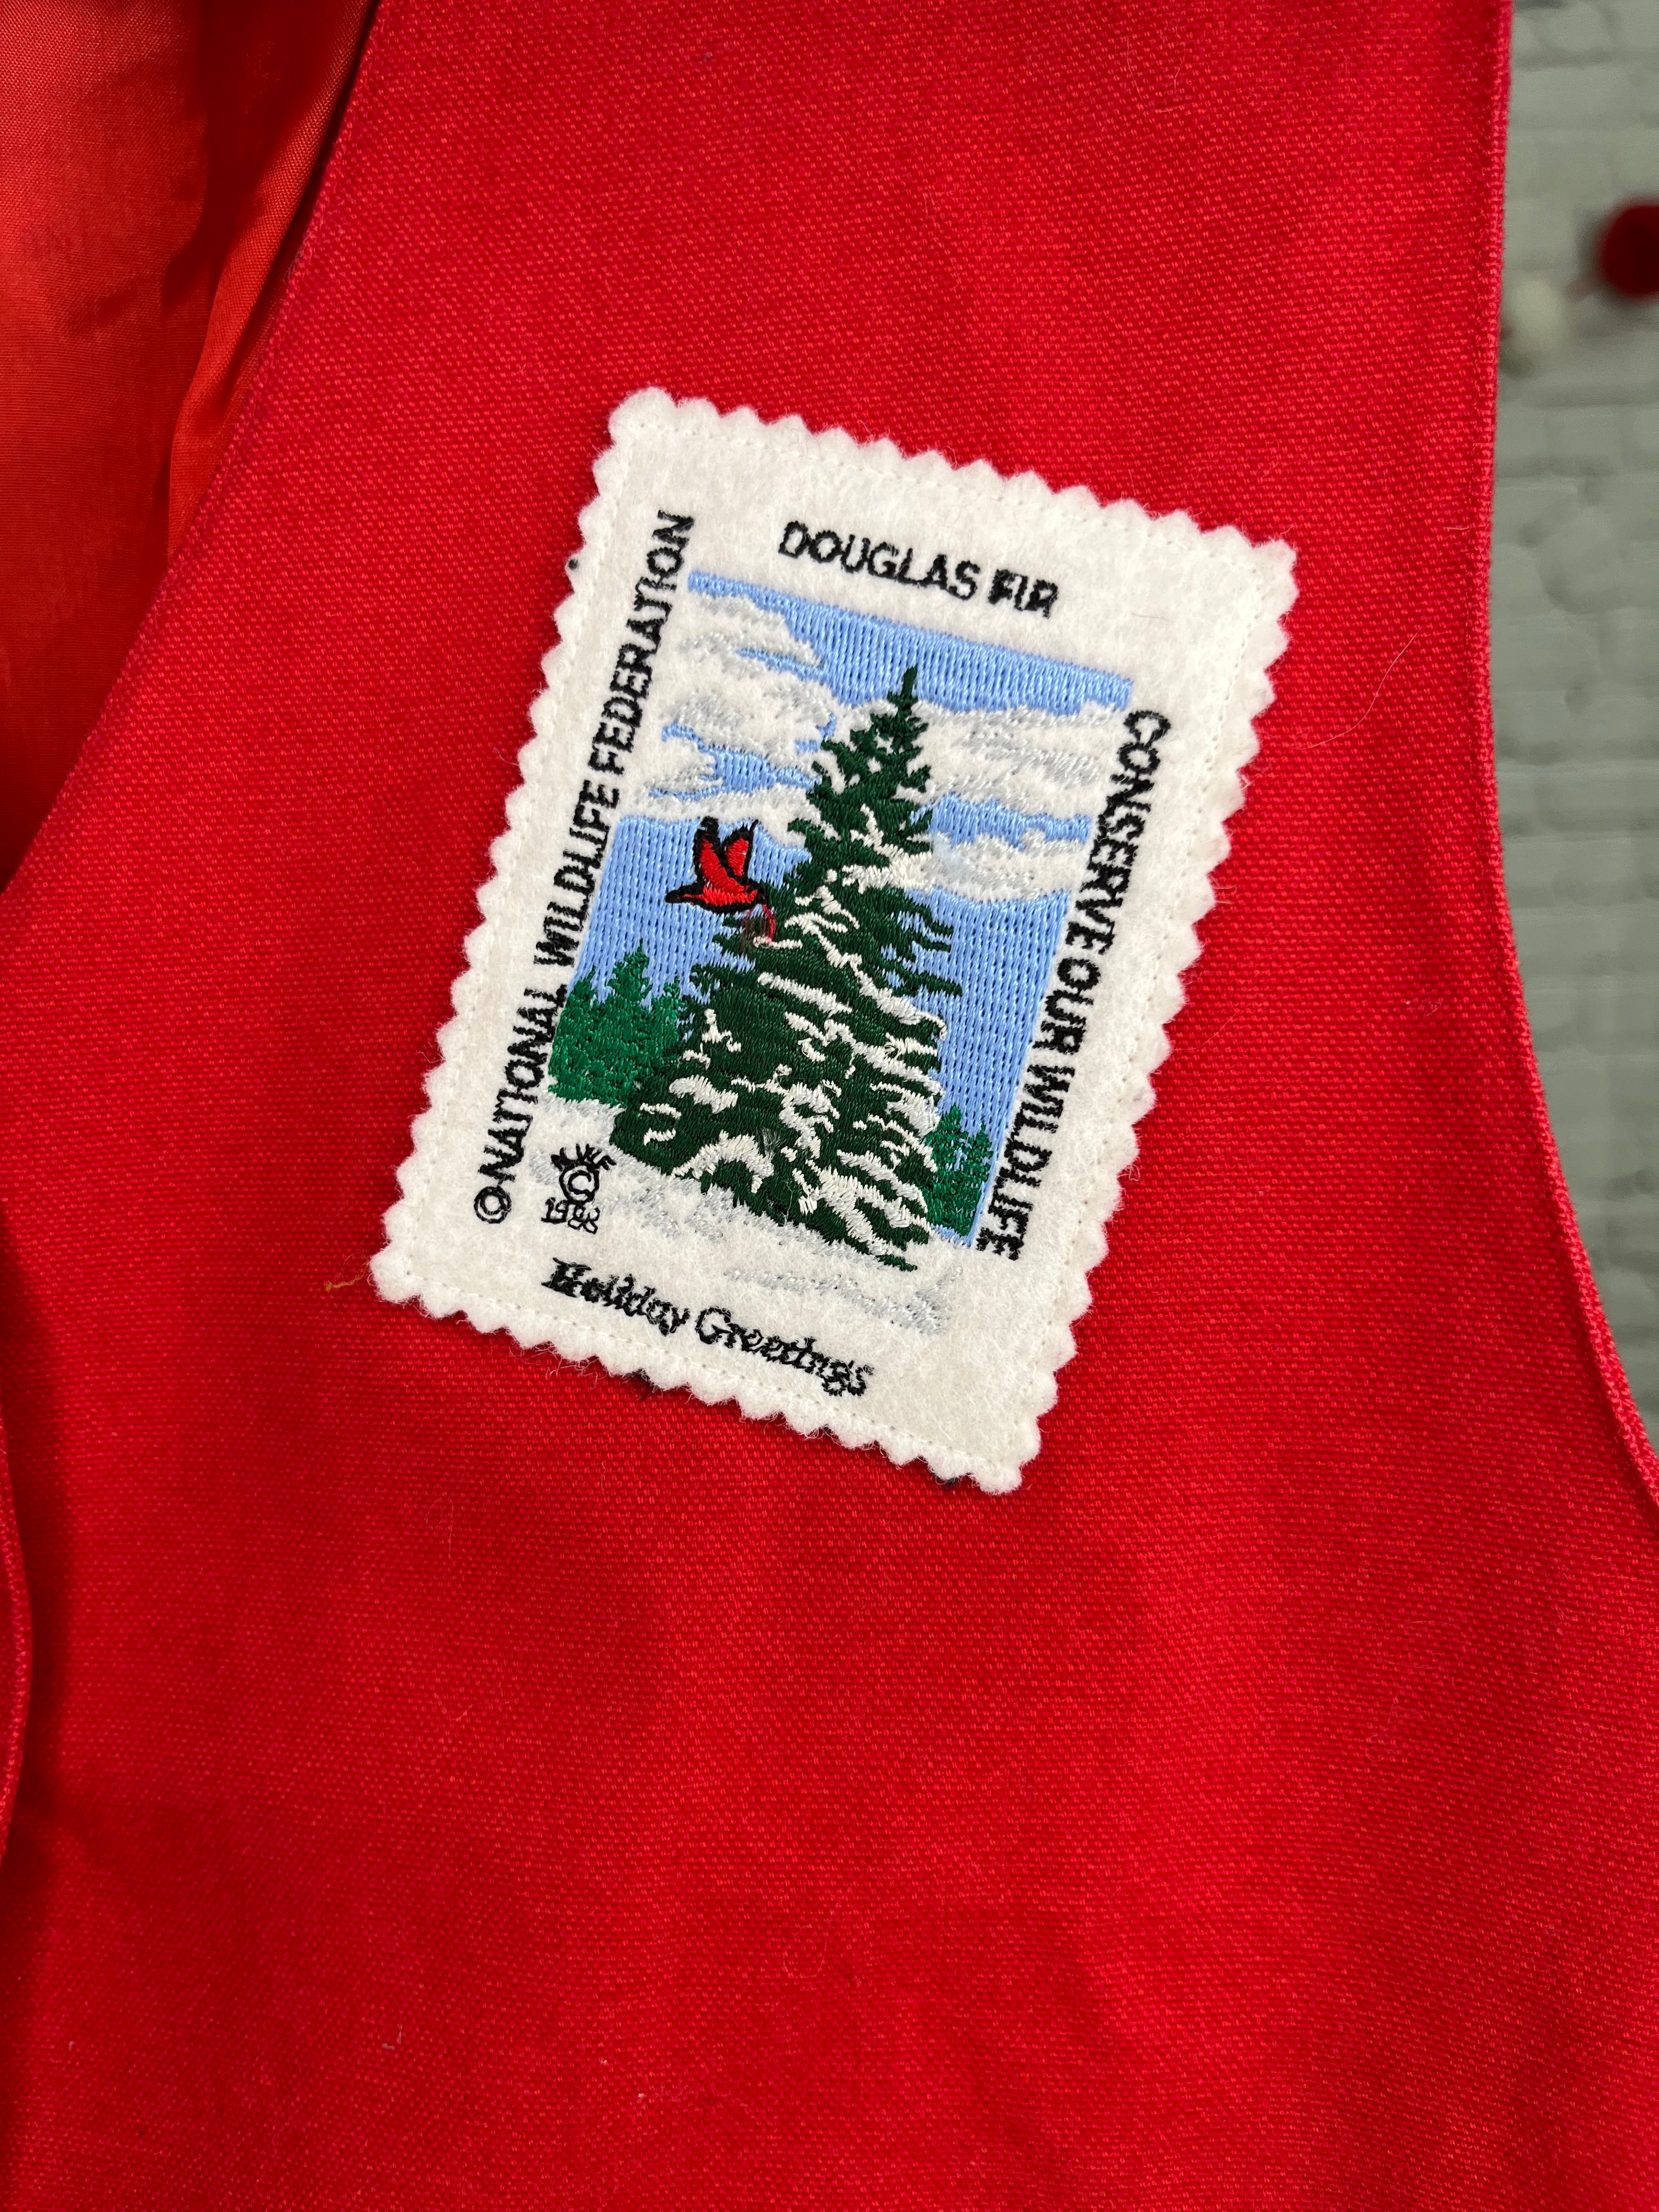 DOUGLAS FIR
© NATIONAL WILDLIFE FEDERATION
CONSERVE OUR WILDLIFE
Holiday Greetings